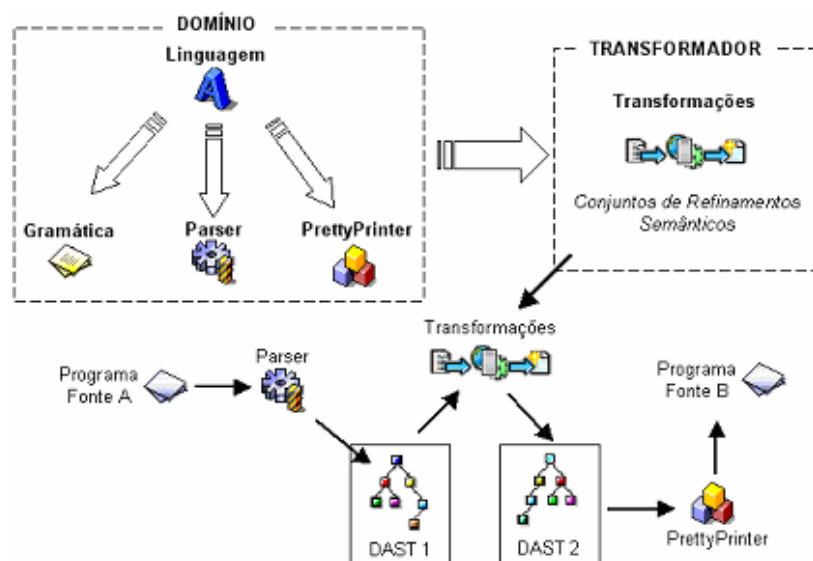 DOMÍNIO
Linguagem
Gramática
Parser
PrettyPrinter
TRANSFORMADOR
Transformações
Conjuntos de Refinamentos
Semânticos
Programa
Fonte A
Parser
Transformações
Programa
Fonte B
DAST 1
DAST 2
PrettyPrinter